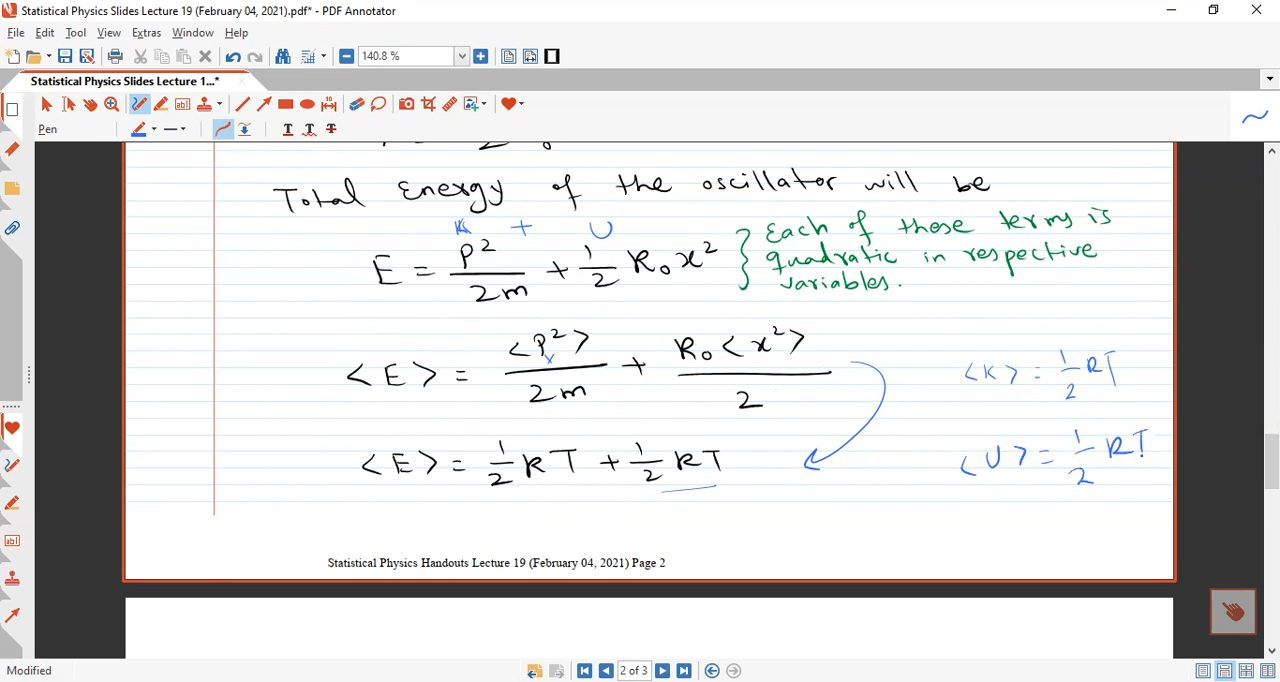 Statistical Physics Slides Lecture 19 (February 04, 2021).pdf* - PDF Annotator
File Edit Tool View Extras Window Help
140.8 %
Statistical Physics Slides Lecture 1...*
Pen
Total Energy of the oscillator will be
K + U
E = P²/2m + 1/2 k₀x² } Each of these terms is
quadratic in respective
variables.
<E> = <Pₓ²>/2m + k₀<x²>/2
<K> = 1/2 kT
<E> = 1/2 kT + 1/2 kT
<U> = 1/2 kT
Statistical Physics Handouts Lecture 19 (February 04, 2021) Page 2
Modified
2 of 3